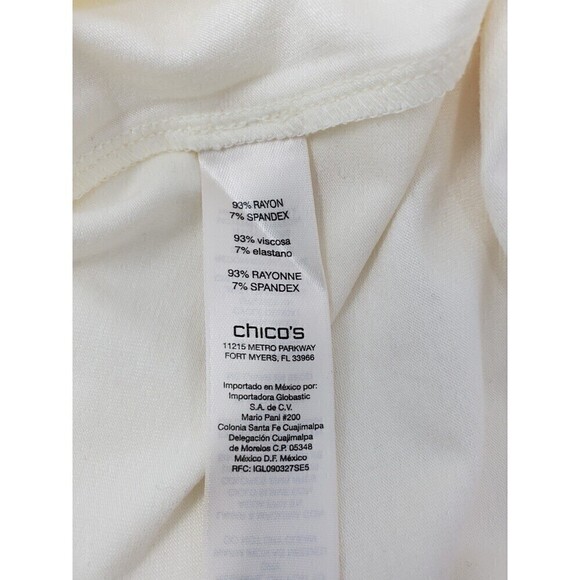 93% RAYON
7% SPANDEX
93% viscosa
7% elastano
93% RAYONNE
7% SPANDEX
chico's
11215 METRO PARKWAY
FORT MYERS, FL 33966
Importado en México por:
Importadora Globastic
S.A. de C.V.
Mario Pani #200
Colonia Santa Fe Cuajimalpa
Delegación Cuajimalpa
de Morelos C.P. 05348
México D.F. México
RFC: IGL090327SE5